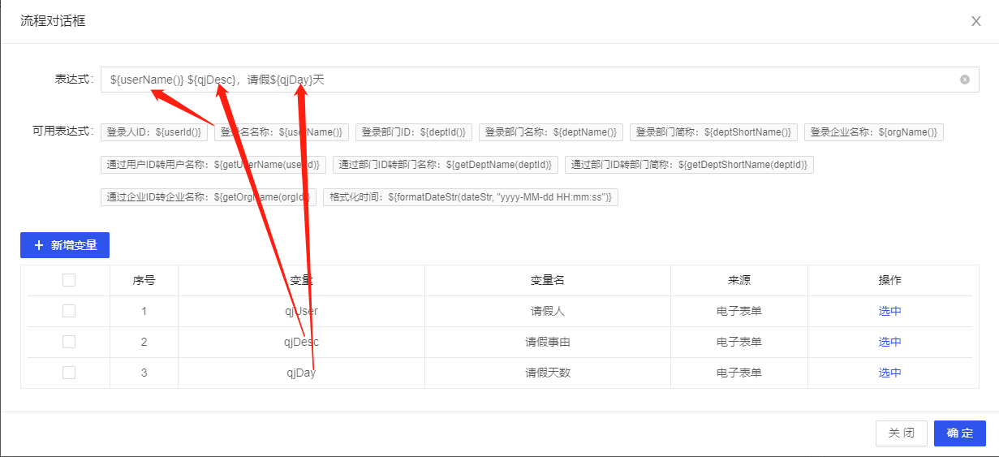 流程对话框
表达式: ${userName()} ${qjDesc}，请假${qjDay}天
可用表达式: 登录人ID：${userId()} 登录名名称：${userName()} 登录部门ID：${deptId()} 登录部门名称：${deptName()} 登录部门简称：${deptShortName()} 登录企业名称：${orgName()}
通过用户ID转用户名称：${getUserName(userId)} 通过部门ID转部门名称：${getDeptName(deptId)} 通过部门ID转部门简称：${getDeptShortName(deptId)}
通过企业ID转企业名称：${getOrgName(orgId)} 格式化时间：${formatDateStr(dateStr, "yyyy-MM-dd HH:mm:ss")}
+ 新增变量
序号 变量 变量名 来源 操作
1 qjUser 请假人 电子表单 选中
2 qjDesc 请假事由 电子表单 选中
3 qjDay 请假天数 电子表单 选中
关 闭 确 定